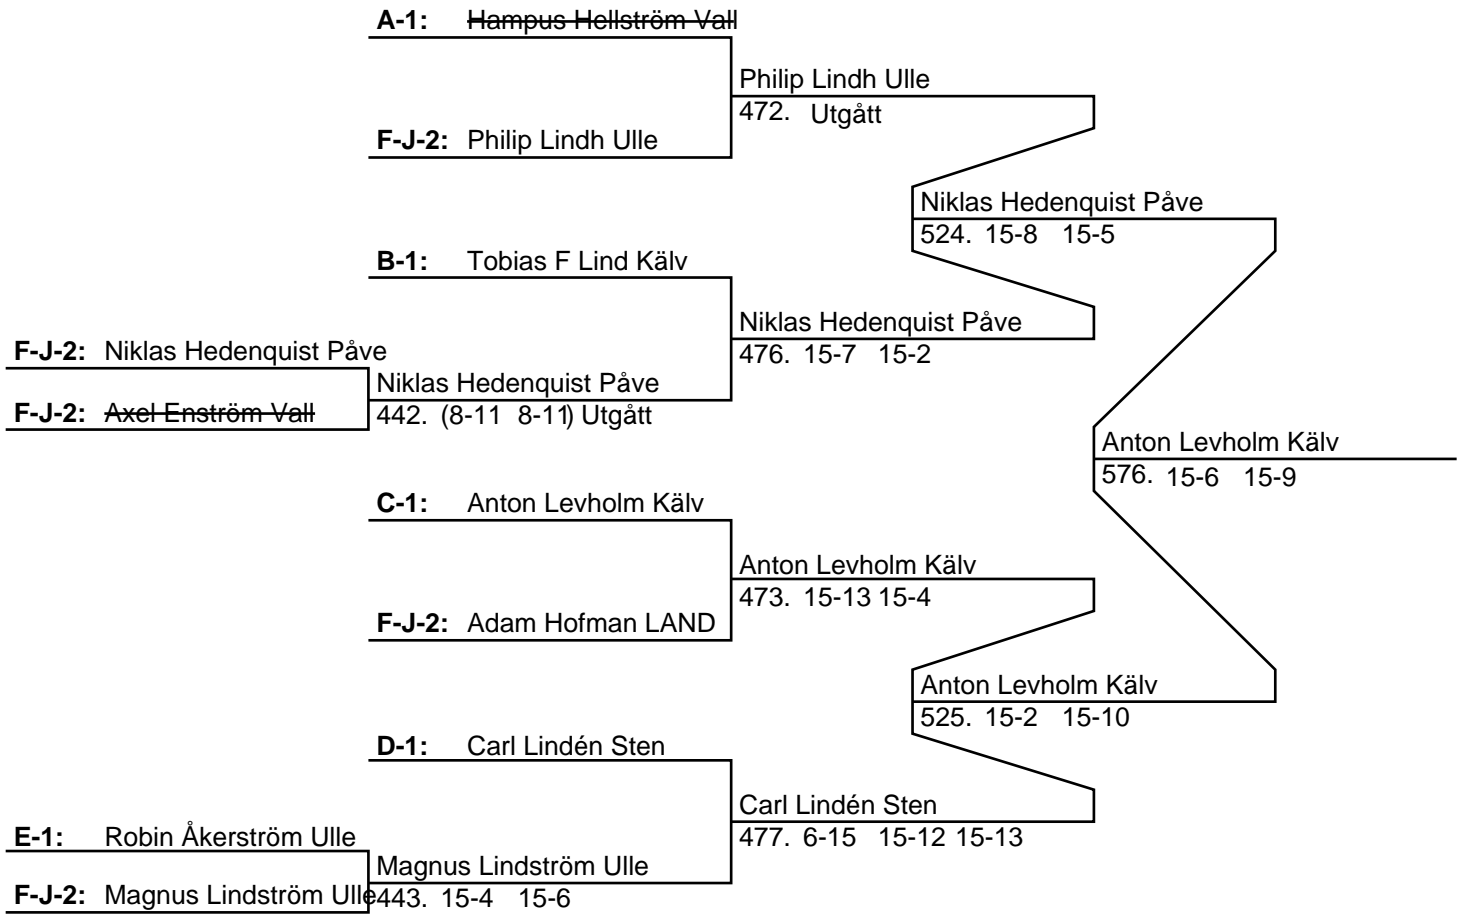 A-1: Hampus Hellström Vall
Philip Lindh Ulle
472. Utgått
F-J-2: Philip Lindh Ulle
Niklas Hedenquist Påve
524. 15-8 15-5
B-1: Tobias F Lind Kälv
Niklas Hedenquist Påve
476. 15-7 15-2
F-J-2: Niklas Hedenquist Påve
Niklas Hedenquist Påve
442. (8-11 8-11) Utgått
F-J-2: Axel Enström Vall
Anton Levholm Kälv
576. 15-6 15-9
C-1: Anton Levholm Kälv
Anton Levholm Kälv
473. 15-13 15-4
F-J-2: Adam Hofman LAND
Anton Levholm Kälv
525. 15-2 15-10
D-1: Carl Lindén Sten
Carl Lindén Sten
477. 6-15 15-12 15-13
E-1: Robin Åkerström Ulle
Magnus Lindström Ulle
F-J-2: Magnus Lindström Ulle
443. 15-4 15-6